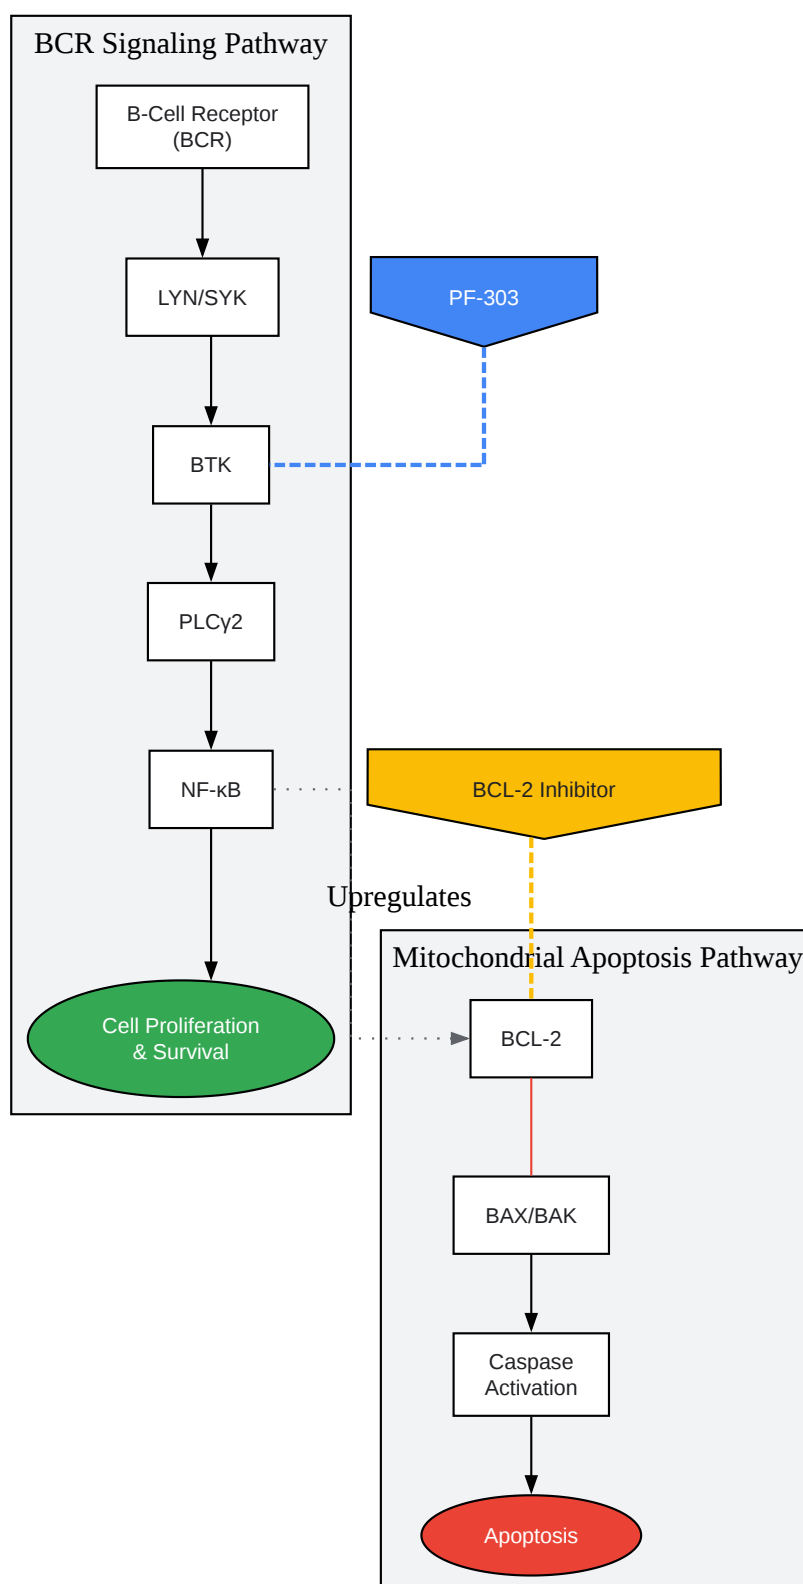 BCR Signaling Pathway
B-Cell Receptor
(BCR)
LYN/SYK
PF-303
BTK
PLCγ2
NF-κB
BCL-2 Inhibitor
Upregulates
Mitochondrial Apoptosis Pathway
Cell Proliferation
& Survival
BCL-2
BAX/BAK
Caspase
Activation
Apoptosis